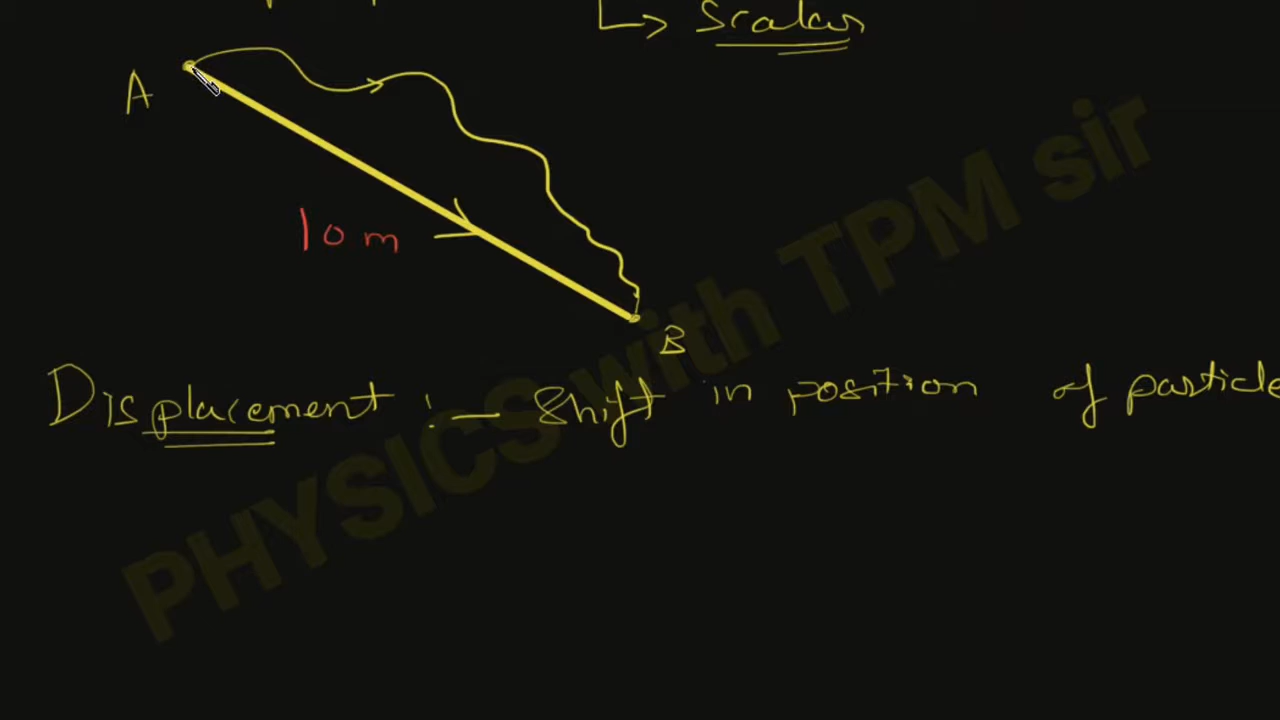 ↳ Scalar
A
10 m
B
Displacement :- Shift in position of particle
PHYSICS with TPM sir